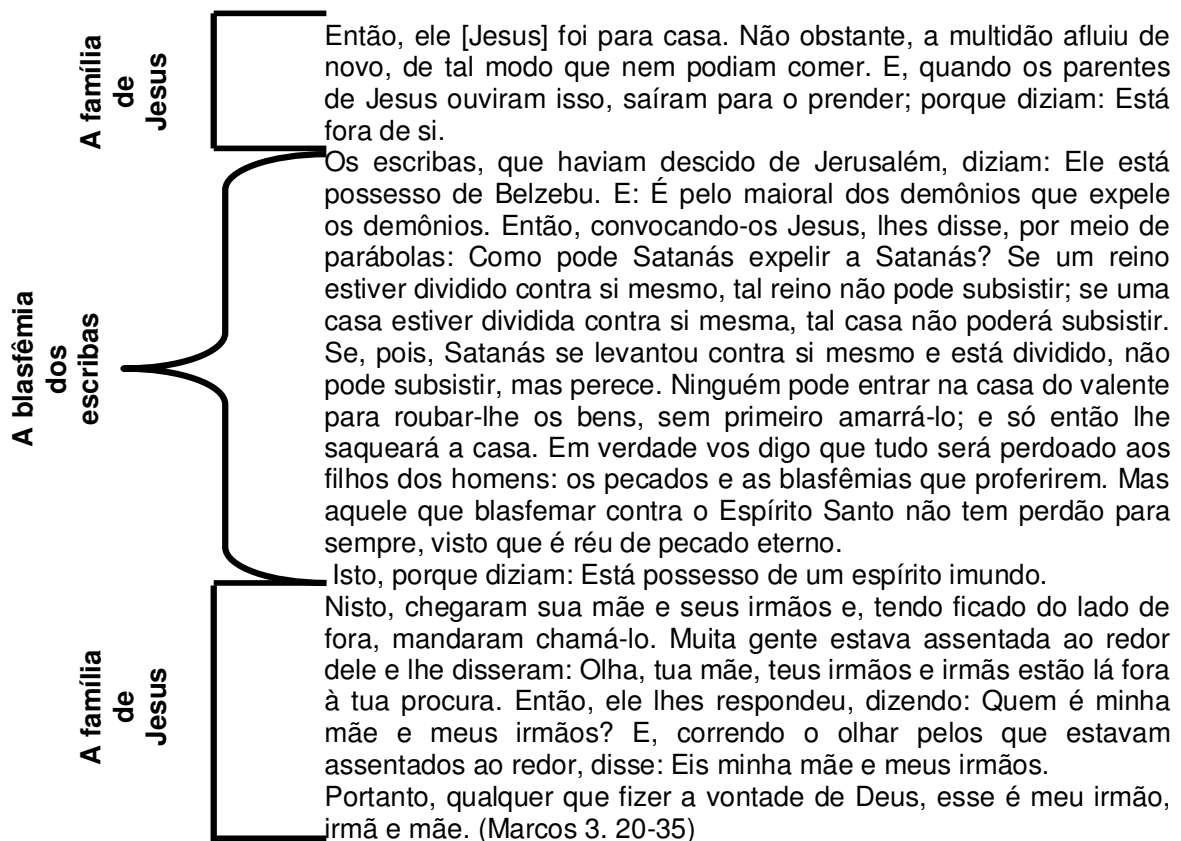 A família
de
Jesus
Então, ele [Jesus] foi para casa. Não obstante, a multidão afluiu de
novo, de tal modo que nem podiam comer. E, quando os parentes
de Jesus ouviram isso, saíram para o prender; porque diziam: Está
fora de si.
A blasfêmia
dos
escribas
Os escribas, que haviam descido de Jerusalém, diziam: Ele está
possesso de Belzebu. E: É pelo maioral dos demônios que expele
os demônios. Então, convocando-os Jesus, lhes disse, por meio de
parábolas: Como pode Satanás expelir a Satanás? Se um reino
estiver dividido contra si mesmo, tal reino não pode subsistir; se uma
casa estiver dividida contra si mesma, tal casa não poderá subsistir.
Se, pois, Satanás se levantou contra si mesmo e está dividido, não
pode subsistir, mas perece. Ninguém pode entrar na casa do valente
para roubar-lhe os bens, sem primeiro amarrá-lo; e só então lhe
saqueará a casa. Em verdade vos digo que tudo será perdoado aos
filhos dos homens: os pecados e as blasfêmias que proferirem. Mas
aquele que blasfemar contra o Espírito Santo não tem perdão para
sempre, visto que é réu de pecado eterno.
Isto, porque diziam: Está possesso de um espírito imundo.
A família
de
Jesus
Nisto, chegaram sua mãe e seus irmãos e, tendo ficado do lado de
fora, mandaram chamá-lo. Muita gente estava assentada ao redor
dele e lhe disseram: Olha, tua mãe, teus irmãos e irmãs estão lá fora
à tua procura. Então, ele lhes respondeu, dizendo: Quem é minha
mãe e meus irmãos? E, correndo o olhar pelos que estavam
assentados ao redor, disse: Eis minha mãe e meus irmãos.
Portanto, qualquer que fizer a vontade de Deus, esse é meu irmão,
irmã e mãe. (Marcos 3. 20-35)